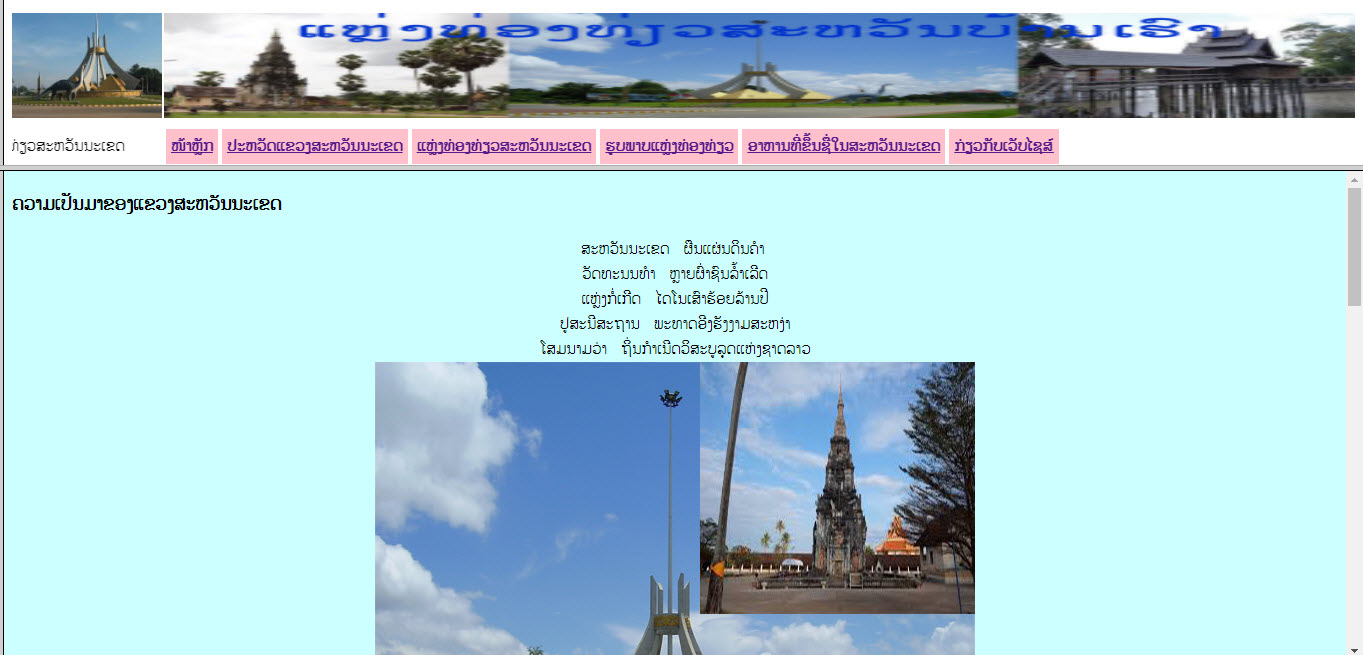 ແຫຼ່ງທ່ອງທ່ຽວສະຫວັນບ້ານເຮົາ
ທ່ຽວສະຫວັນນະເຂດ ໜ້າຫຼັກ ປະຫວັດແຂວງສະຫວັນນະເຂດ ແຫຼ່ງທ່ອງທ່ຽວສະຫວັນນະເຂດ ຮູບພາບແຫຼ່ງທ່ອງທ່ຽວ ອາຫານທີ່ຂຶ້ນຊື່ໃນສະຫວັນນະເຂດ ກ່ຽວກັບເວັບໄຊສ໌
ຄວາມເປັນມາຂອງແຂວງສະຫວັນນະເຂດ
ສະຫວັນນະເຂດ ຜືນແຜ່ນດິນຄຳ
ວັດທະນນທຳ ຫຼາຍຜົ່າຊົນລ້ຳເລີດ
ແຫຼ່ງກໍ່ເກີດ ໄດໂນເສົາຮ້ອຍລ້ານປີ
ປູສະນີສະຖານ ພະທາດອີງຮັງງາມສະຫງ່າ
ໂສມນາມວ່າ ຖິ່ນກຳເນີດວິສະບູລຸດແຫ່ງຊາດລາວ